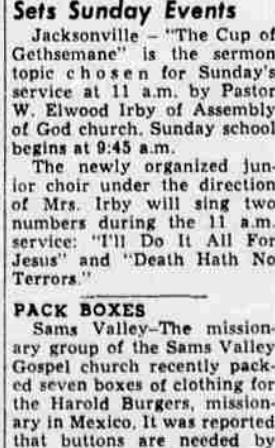 Sets Sunday Events
Jacksonville – "The Cup of
Gethsemane" is the sermon
topic chosen for Sunday's
service at 11 a.m. by Pastor
W. Elwood Irby of Assembly
of God church. Sunday school
begins at 9:45 a.m.
The newly organized jun-
ior choir under the direction
of Mrs. Irby will sing two
numbers during the 11 a.m.
service: "I'll Do It All For
Jesus" and "Death Hath No
Terrors."
PACK BOXES
Sams Valley–The mission-
ary group of the Sams Valley
Gospel church recently pack-
ed seven boxes of clothing for
the Harold Burgers, mission-
ary in Mexico. It was reported
that buttons are needed by